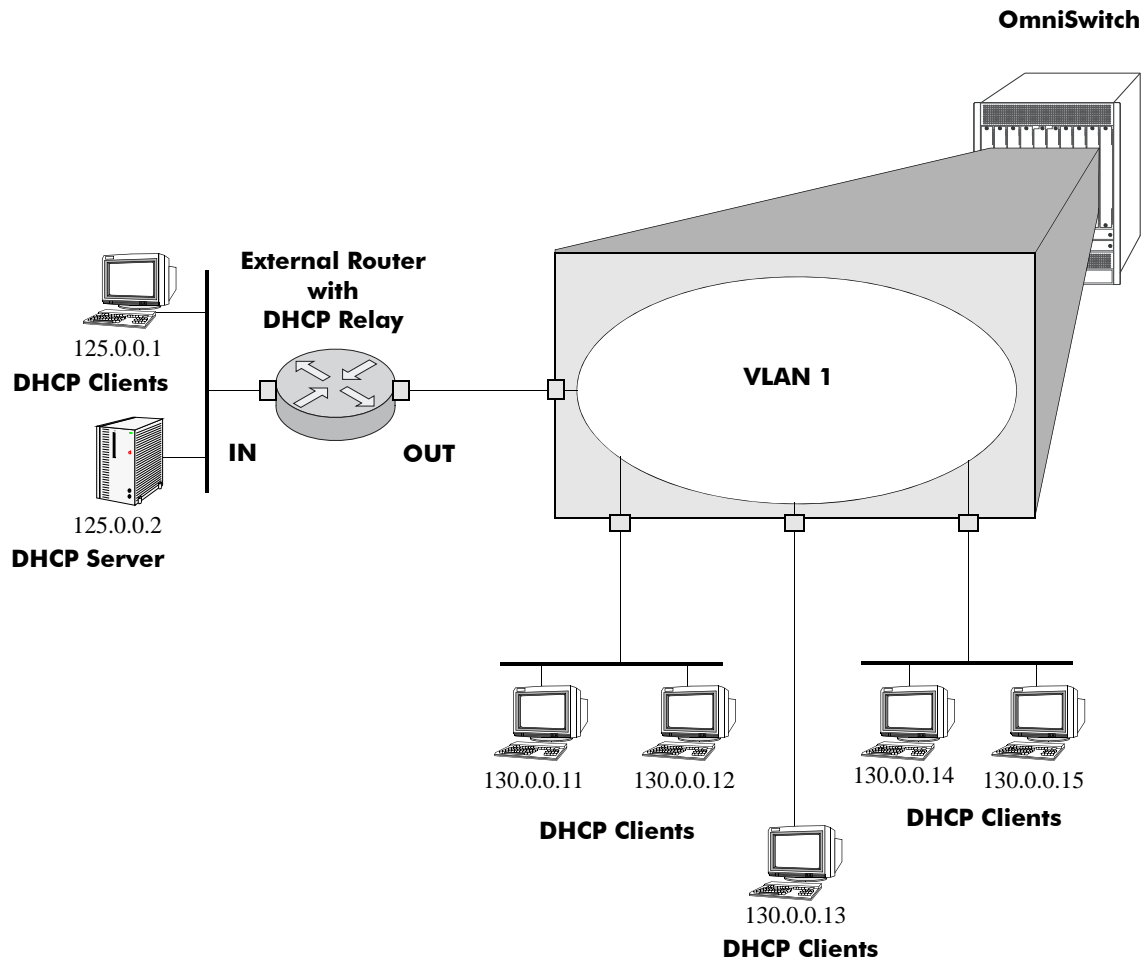 OmniSwitch
External Router
with
DHCP Relay
125.0.0.1
DHCP Clients
IN
OUT
VLAN 1
125.0.0.2
DHCP Server
130.0.0.11
130.0.0.12
DHCP Clients
130.0.0.14
130.0.0.15
DHCP Clients
130.0.0.13
DHCP Clients